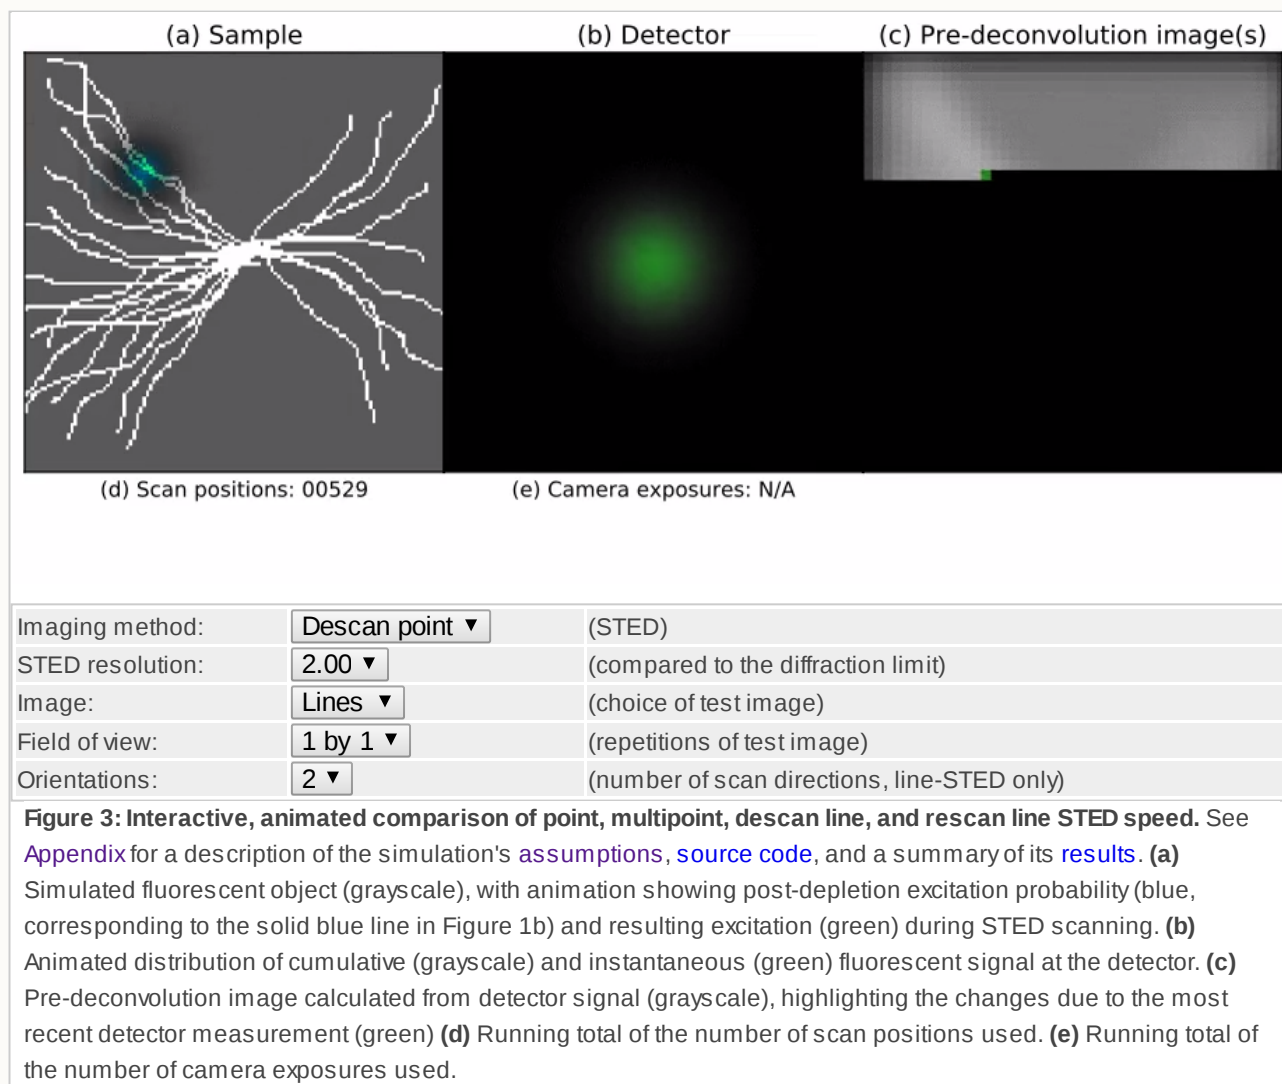 (a) Sample (b) Detector (c) Pre-deconvolution image(s)
(d) Scan positions: 00529 (e) Camera exposures: N/A
Imaging method: Descan point ▼ (STED)
STED resolution: 2.00 ▼ (compared to the diffraction limit)
Image: Lines ▼ (choice of test image)
Field of view: 1 by 1 ▼ (repetitions of test image)
Orientations: 2 ▼ (number of scan directions, line-STED only)
Figure 3: Interactive, animated comparison of point, multipoint, descan line, and rescan line STED speed. See
Appendix for a description of the simulation's assumptions, source code, and a summary of its results. (a)
Simulated fluorescent object (grayscale), with animation showing post-depletion excitation probability (blue,
corresponding to the solid blue line in Figure 1b) and resulting excitation (green) during STED scanning. (b)
Animated distribution of cumulative (grayscale) and instantaneous (green) fluorescent signal at the detector. (c)
Pre-deconvolution image calculated from detector signal (grayscale), highlighting the changes due to the most
recent detector measurement (green) (d) Running total of the number of scan positions used. (e) Running total of
the number of camera exposures used.